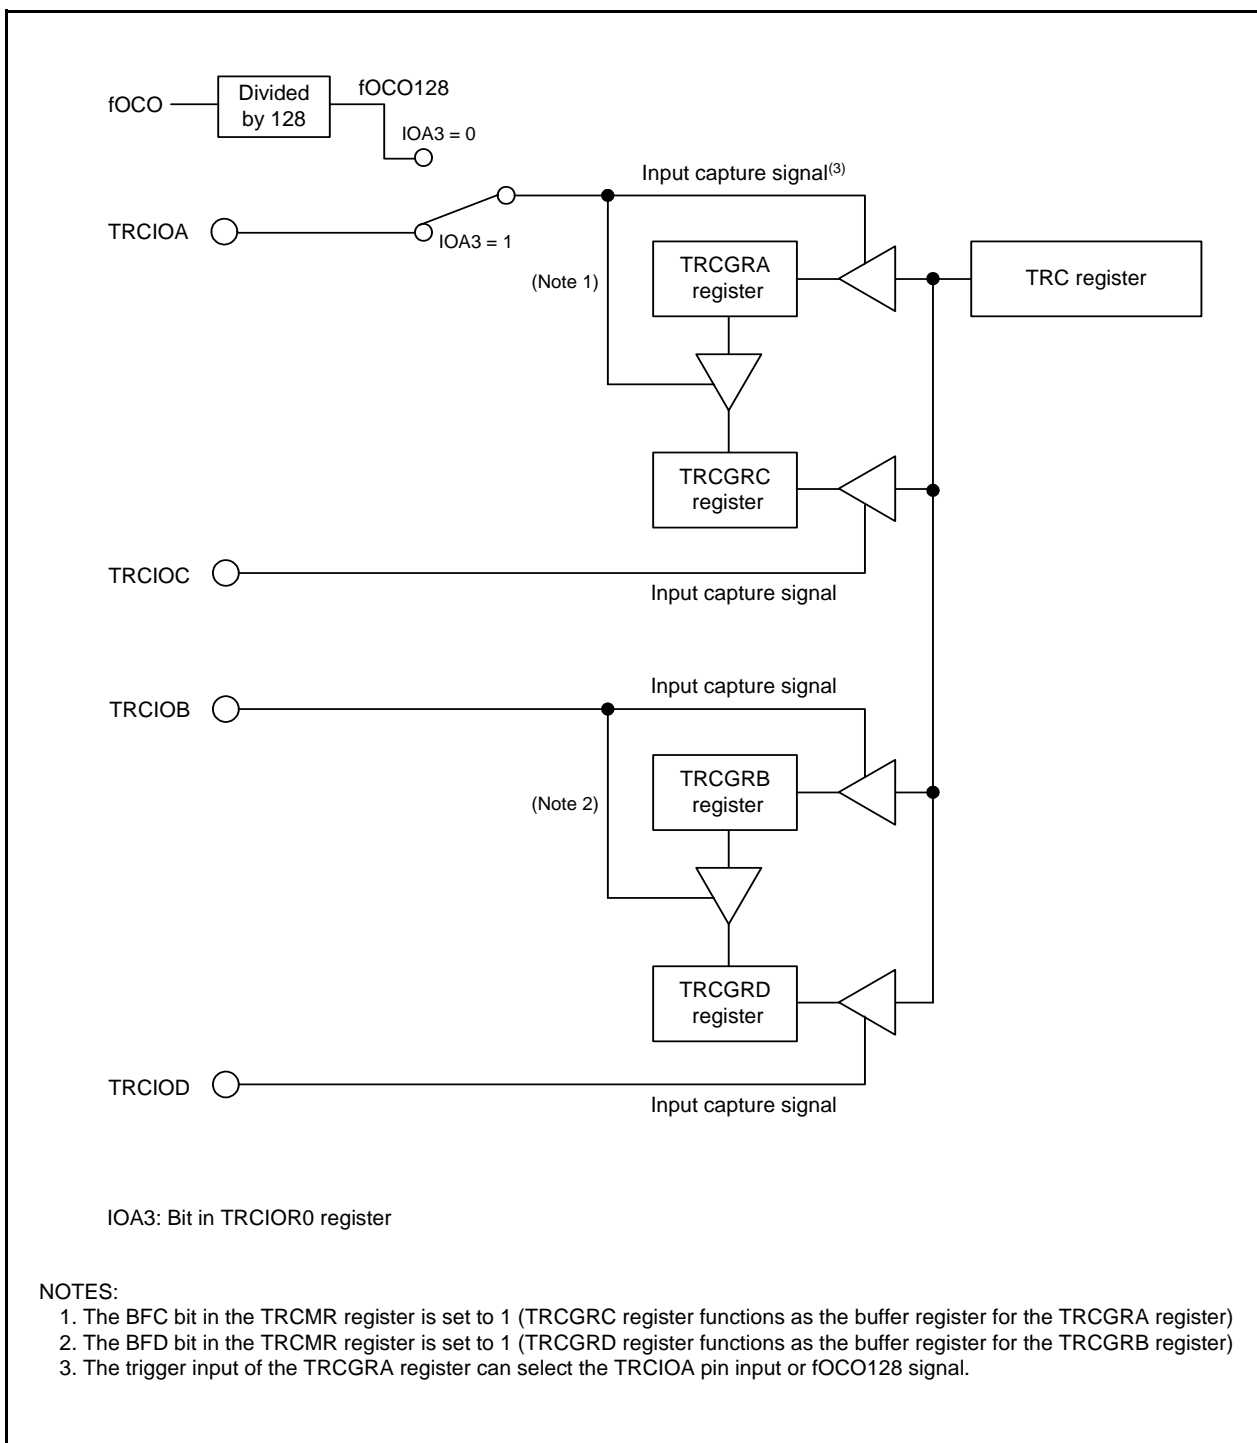 fOCO
Divided
by 128
fOCO128
IOA3 = 0
Input capture signal(3)
TRCIOA
IOA3 = 1
(Note 1)
TRCGRA
register
TRC register
TRCGRC
register
TRCIOC
Input capture signal
Input capture signal
TRCIOB
TRCGRB
register
(Note 2)
TRCGRD
register
TRCIOD
Input capture signal
IOA3: Bit in TRCIOR0 register
NOTES:
1. The BFC bit in the TRCMR register is set to 1 (TRCGRC register functions as the buffer register for the TRCGRA register)
2. The BFD bit in the TRCMR register is set to 1 (TRCGRD register functions as the buffer register for the TRCGRB register)
3. The trigger input of the TRCGRA register can select the TRCIOA pin input or fOCO128 signal.